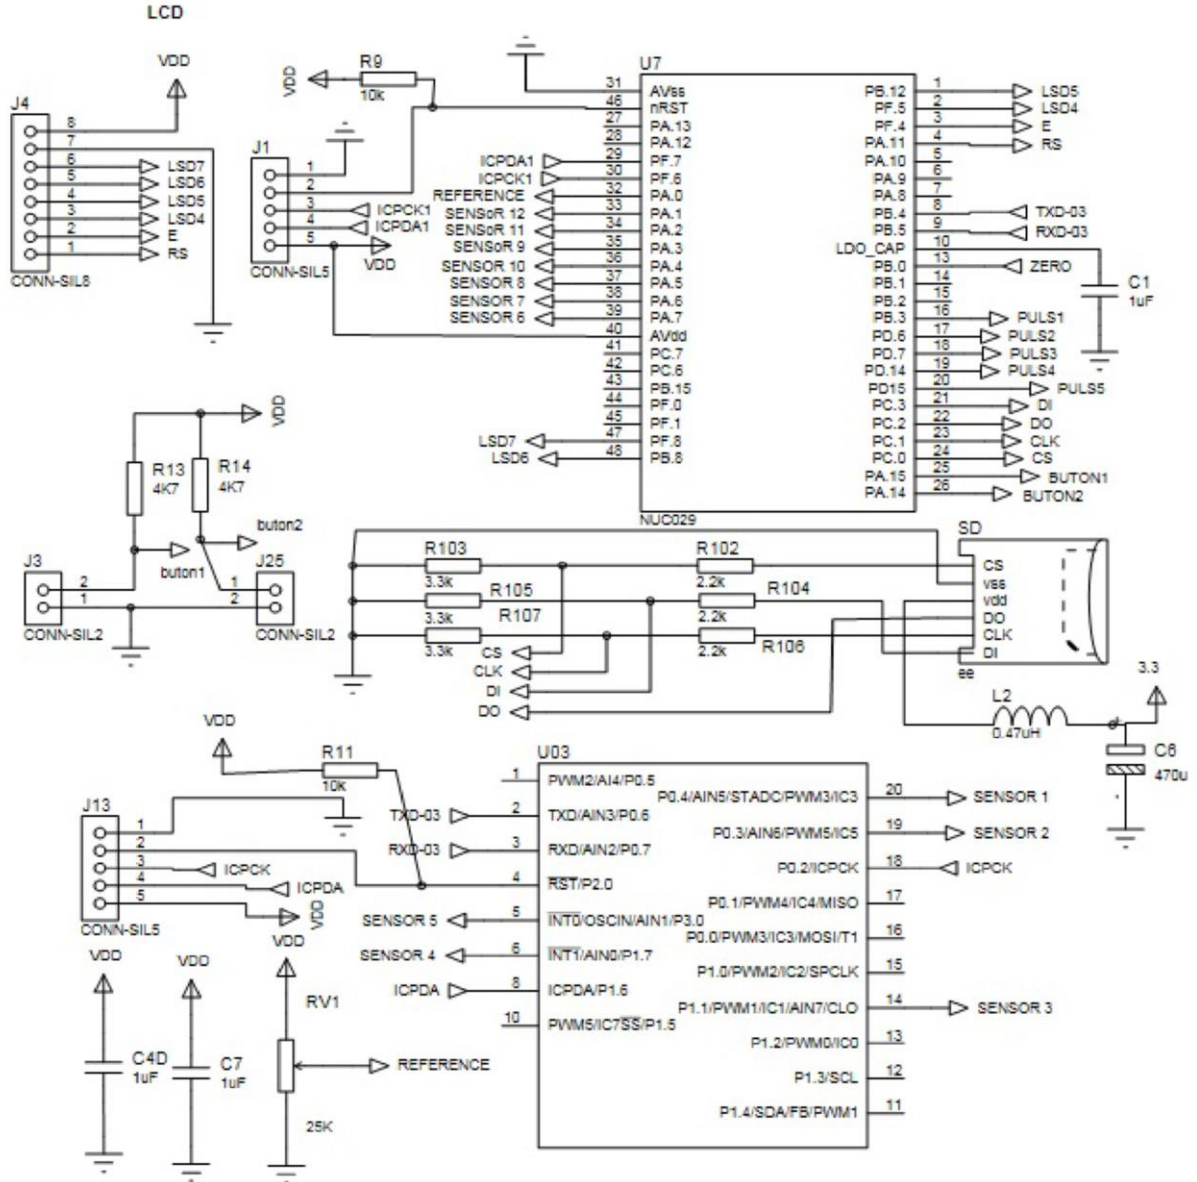 LCD
VDD
J4
8
7
6 LSD7
5 LSD6
4 LSD5
3 LSD4
2 E
1 RS
CONN-SIL8
VDD
R9
10k
J1
1
2
3 ICPCK1
4 ICPDA1
5
VDD
CONN-SIL5
U7
31 AVss
46 nRST
27 PA.13
28 PA.12
ICPDA1 29 PF.7
ICPCK1 30 PF.6
REFERENCE 32 PA.0
SENSoR 12 33 PA.1
SENSoR 11 34 PA.2
SENSoR 9 35 PA.3
SENSOR 10 36 PA.4
SENSOR 8 37 PA.5
SENSOR 7 38 PA.6
SENSOR 6 39 PA.7
40 AVdd
41 PC.7
42 PC.6
43 PB.15
44 PF.0
45 PF.1
LSD7 47 PF.8
LSD6 48 PB.8
PB.12 1 LSD5
PF.5 2 LSD4
PF.4 3 E
PA.11 4 RS
PA.10 5
PA.9 6
PA.8 7
PB.4 8 TXD-03
PB.5 9 RXD-03
LDO_CAP 10
PB.0 13 ZERO
PB.1 14
PB.2 15
PB.3 16 PULS1
PD.6 17 PULS2
PD.7 18 PULS3
PD.14 19 PULS4
PD15 20 PULS5
PC.3 21 DI
PC.2 22 DO
PC.1 23 CLK
PC.0 24 CS
PA.15 25 BUTON1
PA.14 26 BUTON2
NUC029
C1
1uF
VDD
R13
4K7
R14
4K7
buton2
buton1
J3
2
1
CONN-SIL2
J25
1
2
CONN-SIL2
R103
3.3k
R105
3.3k
R107
3.3k
R102
2.2k
R104
2.2k
R106
2.2k
CS
CLK
DI
DO
SD
CS
vss
vdd
DO
CLK
DI
ee
L2
0.47uH
3.3
C6
470u
VDD
R11
10k
J13
1
2
3 ICPCK
4 ICPDA
5
VDD
CONN-SIL5
U03
1 PWM2/AI4/P0.5
TXD-03 2 TXD/AIN3/P0.6
RXD-03 3 RXD/AIN2/P0.7
4 RST/P2.0
SENSOR 5 5 INT0/OSCIN/AIN1/P3.0
SENSOR 4 6 INT1/AIN0/P1.7
ICPDA 8 ICPDA/P1.6
10 PWM5/IC7SS/P1.5
P0.4/AIN5/STADC/PWM3/IC3 20 SENSOR 1
P0.3/AIN6/PWM5/IC5 19 SENSOR 2
P0.2/ICPCK 18 ICPCK
P0.1/PWM4/IC4/MISO 17
P0.0/PWM3/IC3/MOSI/T1 16
P1.0/PWM2/IC2/SPCLK 15
P1.1/PWM1/IC1/AIN7/CLO 14 SENSOR 3
P1.2/PWM0/IC0 13
P1.3/SCL 12
P1.4/SDA/FB/PWM1 11
VDD
C4D
1uF
VDD
C7
1uF
VDD
RV1
REFERENCE
25K